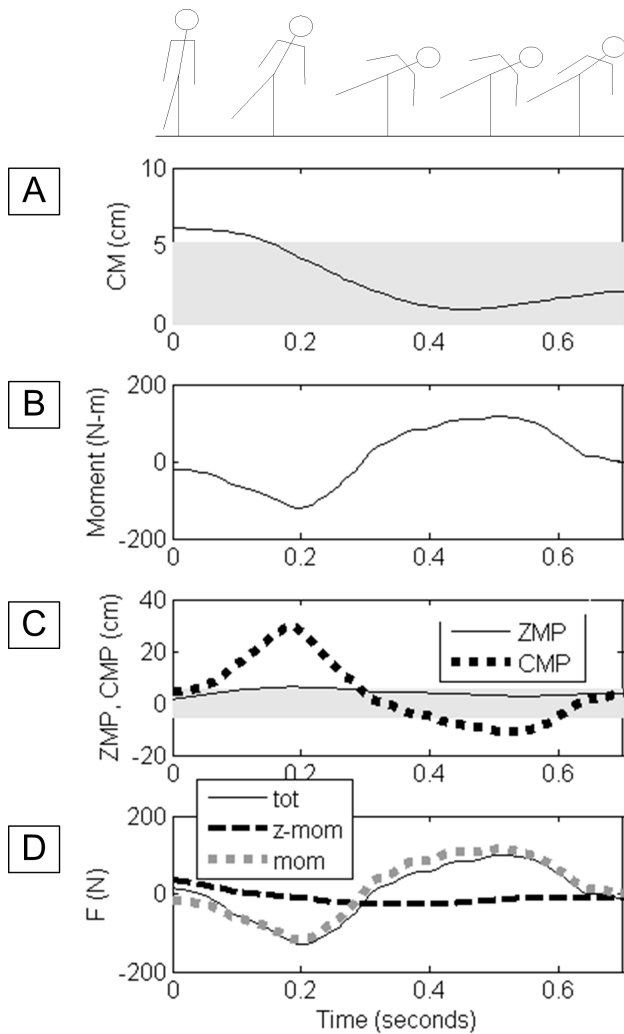 A
CM (cm)
10
5
0
0 0.2 0.4 0.6
B
Moment (N-m)
200
0
-200
0 0.2 0.4 0.6
C
ZMP, CMP (cm)
40
20
0
-20
ZMP
CMP
0 0.2 0.4 0.6
D
F (N)
200
0
-200
tot
z-mom
mom
0 0.2 0.4 0.6
Time (seconds)